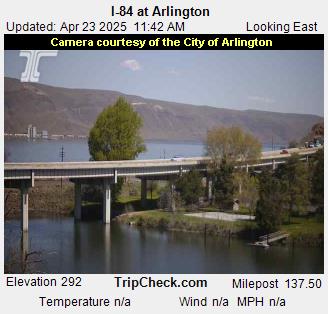 I-84 at Arlington
Updated: Apr 23 2025 11:42 AM Looking East
Camera courtesy of the City of Arlington
Elevation 292 TripCheck.com Milepost 137.50
Temperature n/a Wind n/a MPH n/a